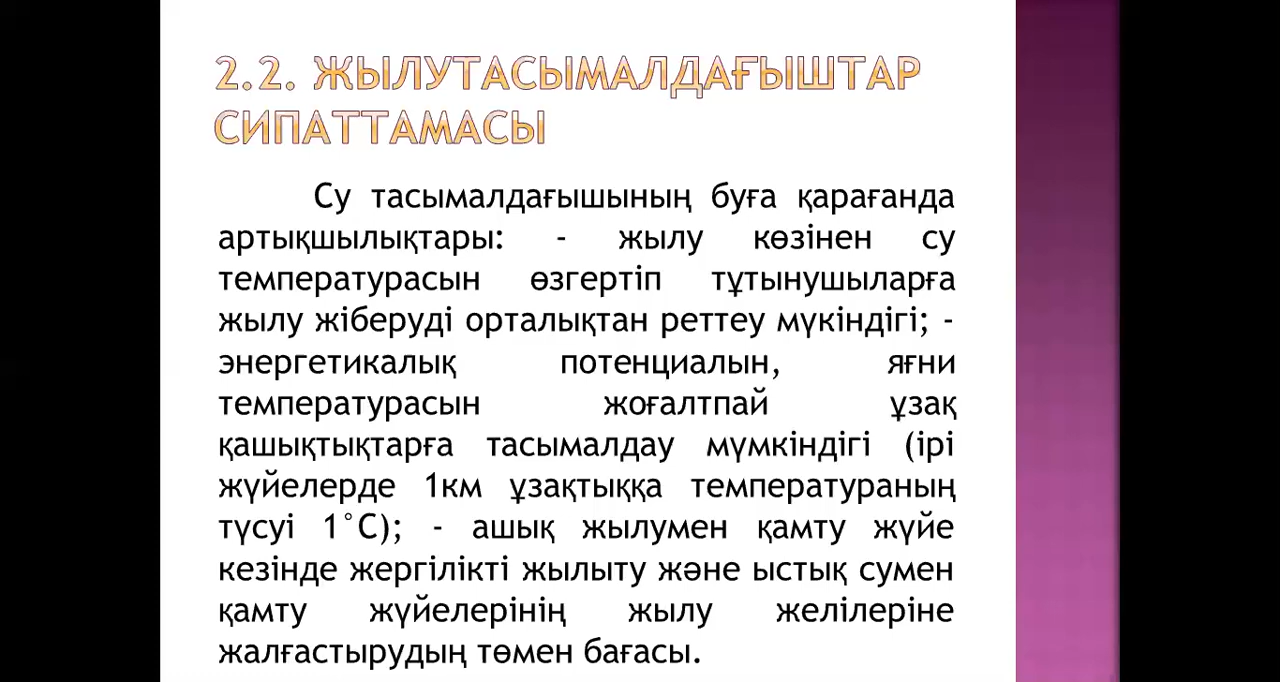 2.2. ЖЫЛУТАСЫМАЛДАҒЫШТАР
СИПАТТАМАСЫ
Су тасымалдағышының буға қарағанда
артықшылықтары: - жылу көзінен су
температурасын өзгертіп тұтынушыларға
жылу жіберуді орталықтан реттеу мүкіндігі; -
энергетикалық потенциалын, яғни
температурасын жоғалтпай ұзақ
қашықтықтарға тасымалдау мүмкіндігі (ірі
жүйелерде 1км ұзақтыққа температураның
түсуі 1°С); - ашық жылумен қамту жүйе
кезінде жергілікті жылыту және ыстық сумен
қамту жүйелерінің жылу желілеріне
жалғастырудың төмен бағасы.